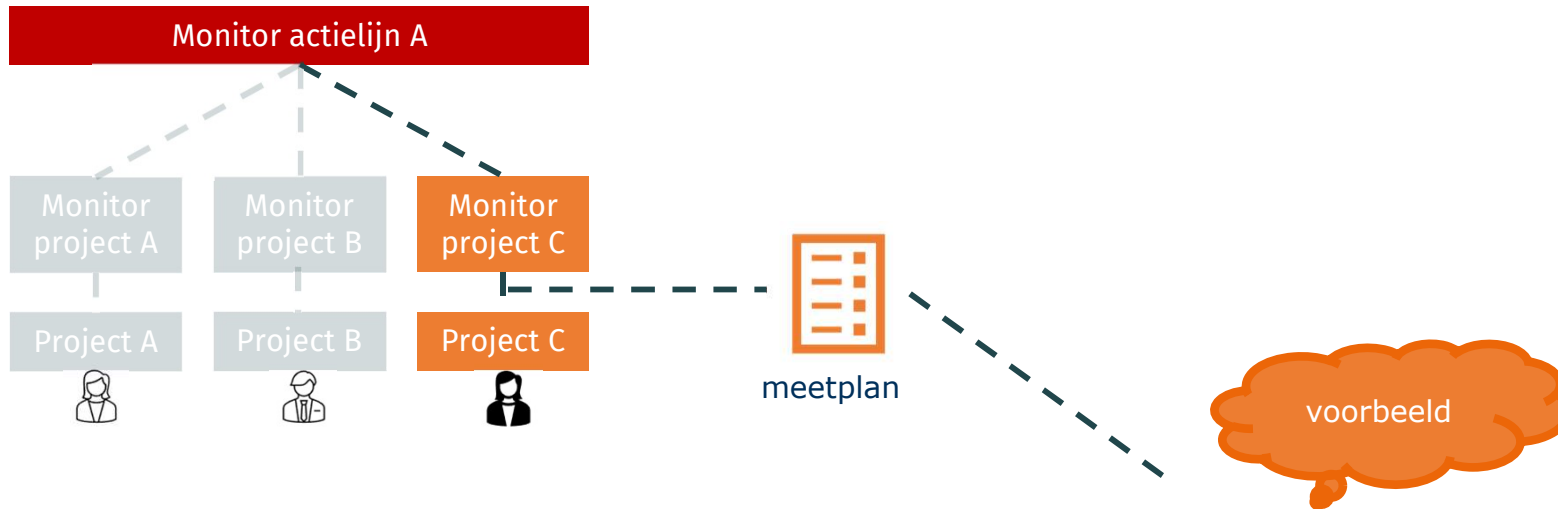 Monitor actielijn A
Monitor
project A
Monitor
project B
Monitor
project C
Project A
Project B
Project C
meetplan
voorbeeld